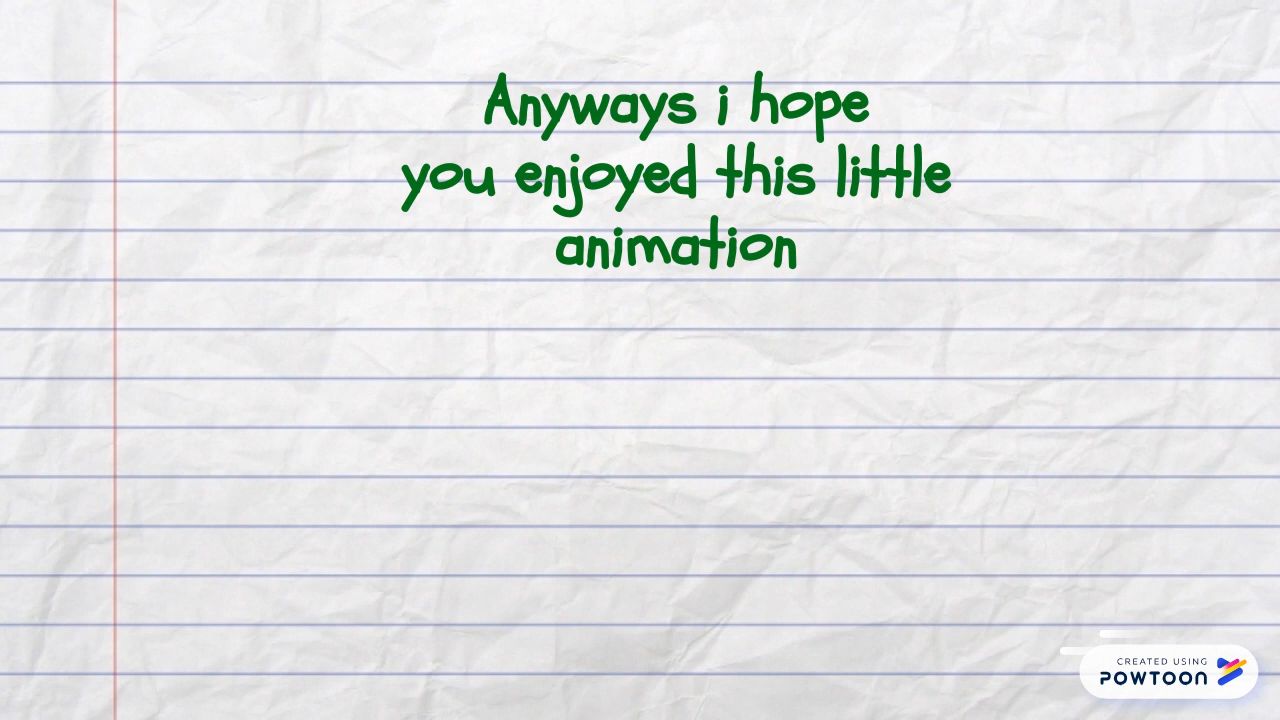 Anyways i hope
you enjoyed this little
animation
CREATED USING
POWTOON